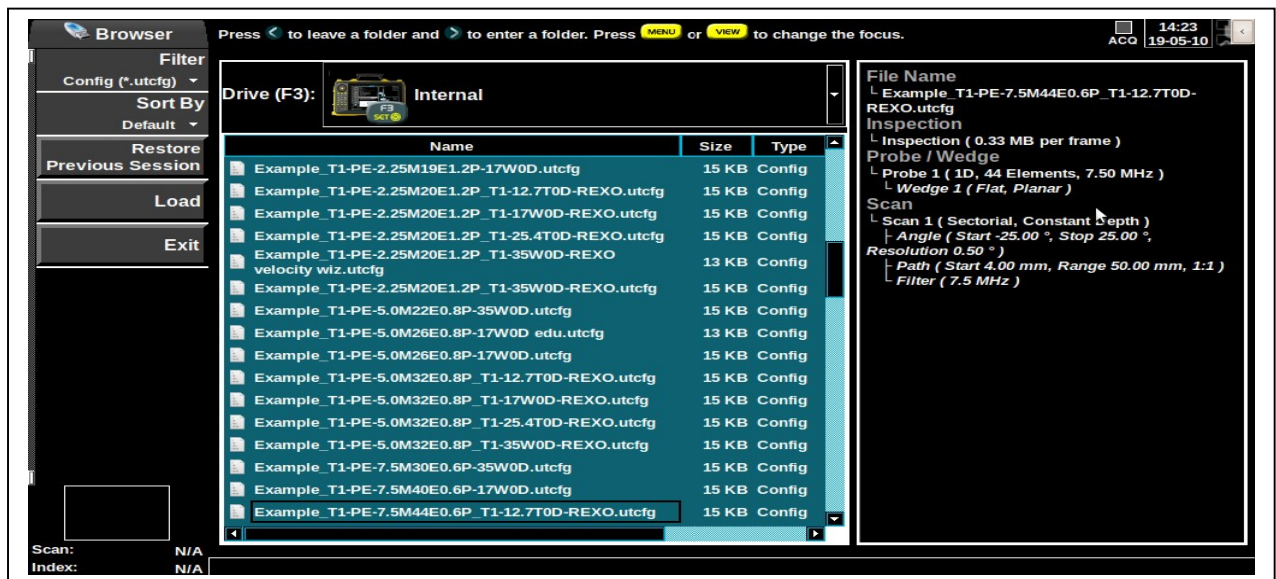 Browser
Press < to leave a folder and > to enter a folder. Press MENU or VIEW to change the focus.
ACQ
14:23
19-05-10
Filter
Config (*.utcfg)
Sort By
Default
Restore
Previous Session
Load
Exit
Drive (F3):
F3
SET
Internal
Name Size Type
Example_T1-PE-2.25M19E1.2P-17W0D.utcfg 15 KB Config
Example_T1-PE-2.25M20E1.2P_T1-12.7T0D-REXO.utcfg 15 KB Config
Example_T1-PE-2.25M20E1.2P_T1-17W0D-REXO.utcfg 15 KB Config
Example_T1-PE-2.25M20E1.2P_T1-25.4T0D-REXO.utcfg 15 KB Config
Example_T1-PE-2.25M20E1.2P_T1-35W0D-REXO
velocity wiz.utcfg 13 KB Config
Example_T1-PE-2.25M20E1.2P_T1-35W0D-REXO.utcfg 15 KB Config
Example_T1-PE-5.0M22E0.8P-35W0D.utcfg 15 KB Config
Example_T1-PE-5.0M26E0.8P-17W0D edu.utcfg 13 KB Config
Example_T1-PE-5.0M26E0.8P-17W0D.utcfg 15 KB Config
Example_T1-PE-5.0M32E0.8P_T1-12.7T0D-REXO.utcfg 15 KB Config
Example_T1-PE-5.0M32E0.8P_T1-17W0D-REXO.utcfg 15 KB Config
Example_T1-PE-5.0M32E0.8P_T1-25.4T0D-REXO.utcfg 15 KB Config
Example_T1-PE-5.0M32E0.8P_T1-35W0D-REXO.utcfg 15 KB Config
Example_T1-PE-7.5M30E0.6P-35W0D.utcfg 15 KB Config
Example_T1-PE-7.5M40E0.6P-17W0D.utcfg 15 KB Config
Example_T1-PE-7.5M44E0.6P_T1-12.7T0D-REXO.utcfg 15 KB Config
File Name
Example_T1-PE-7.5M44E0.6P_T1-12.7T0D-
REXO.utcfg
Inspection
Inspection ( 0.33 MB per frame )
Probe / Wedge
Probe 1 ( 1D, 44 Elements, 7.50 MHz )
Wedge 1 ( Flat, Planar )
Scan
Scan 1 ( Sectorial, Constant Depth )
Angle ( Start -25.00 °, Stop 25.00 °,
Resolution 0.50 ° )
Path ( Start 4.00 mm, Range 50.00 mm, 1:1 )
Filter ( 7.5 MHz )
Scan: N/A
Index: N/A